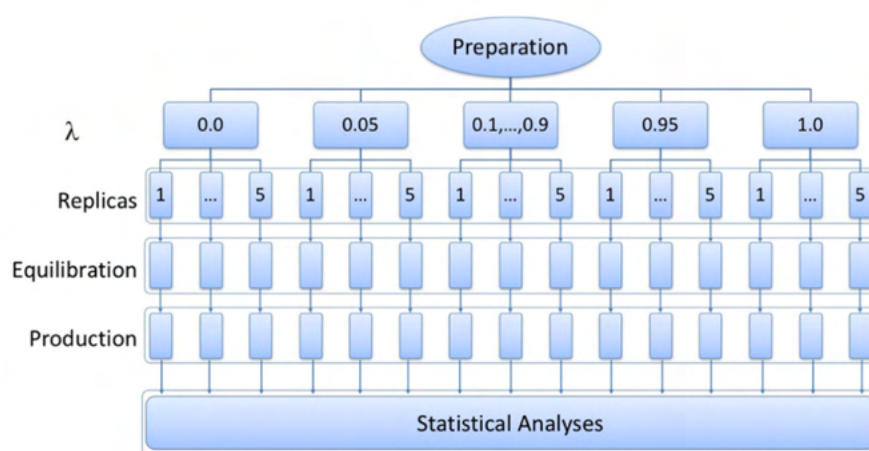 Preparation
λ 0.0 0.05 0.1,...,0.9 0.95 1.0
Replicas 1 ... 5 1 ... 5 1 ... 5 1 ... 5 1 ... 5
Equilibration
Production
Statistical Analyses